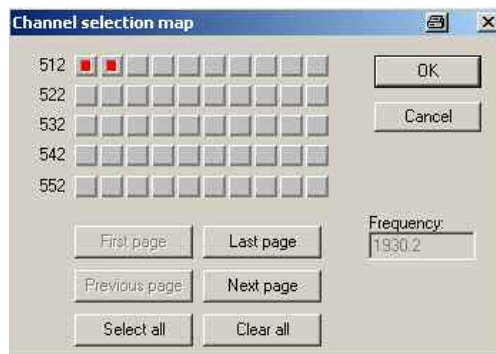 Channel selection map
512
522
532
542
552
OK
Cancel
Frequency:
1930.2
First page
Last page
Previous page
Next page
Select all
Clear all